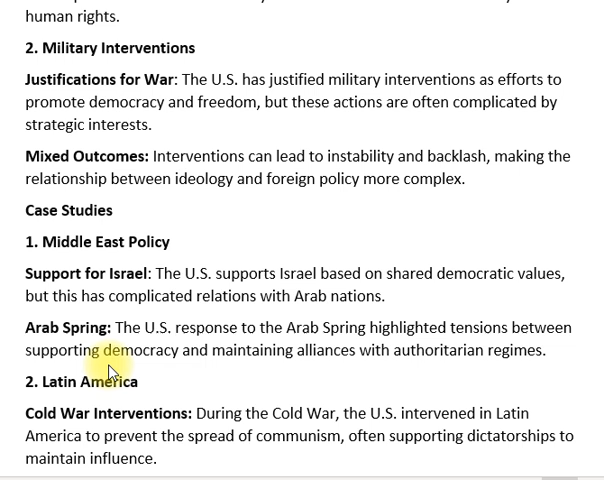 human rights.
2. Military Interventions
Justifications for War: The U.S. has justified military interventions as efforts to
promote democracy and freedom, but these actions are often complicated by
strategic interests.
Mixed Outcomes: Interventions can lead to instability and backlash, making the
relationship between ideology and foreign policy more complex.
Case Studies
1. Middle East Policy
Support for Israel: The U.S. supports Israel based on shared democratic values,
but this has complicated relations with Arab nations.
Arab Spring: The U.S. response to the Arab Spring highlighted tensions between
supporting democracy and maintaining alliances with authoritarian regimes.
2. Latin America
Cold War Interventions: During the Cold War, the U.S. intervened in Latin
America to prevent the spread of communism, often supporting dictatorships to
maintain influence.